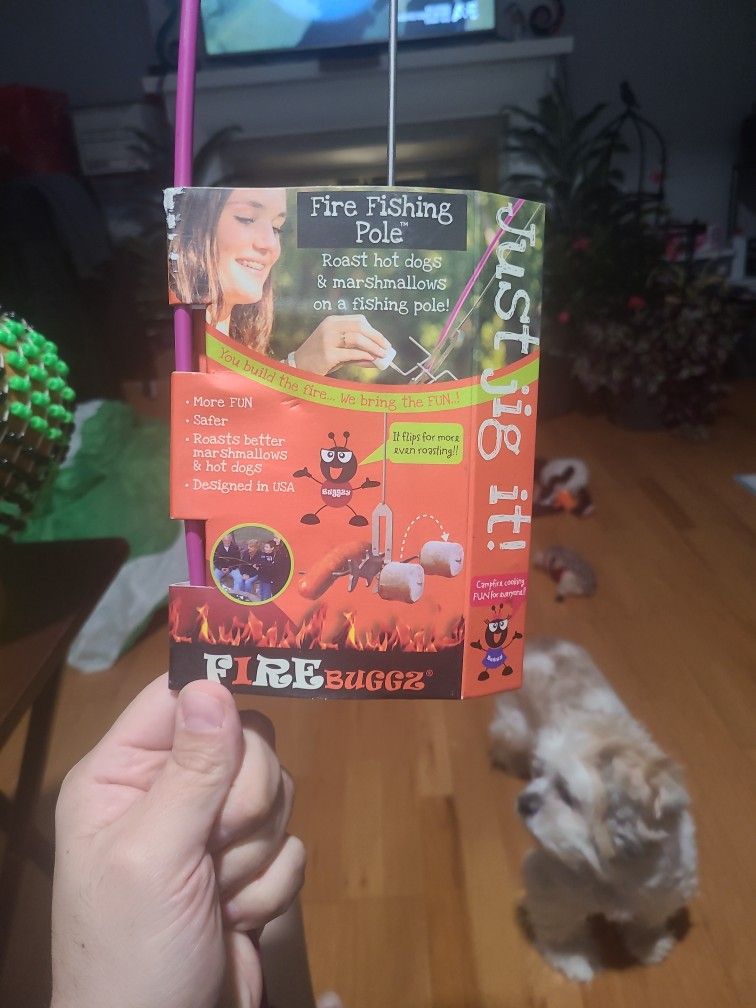 Fire Fishing
Pole™
Roast hot dogs
& marshmallows
on a fishing pole!
You build the fire... We bring the FUN..!
• More FUN
• Safer
• Roasts better
marshmallows
& hot dogs
• Designed in USA
It flips for more
even roasting!!
Buggzy
FIREBUGGZ®
Just jig it!
Campfire cooking
FUN for everyone!!